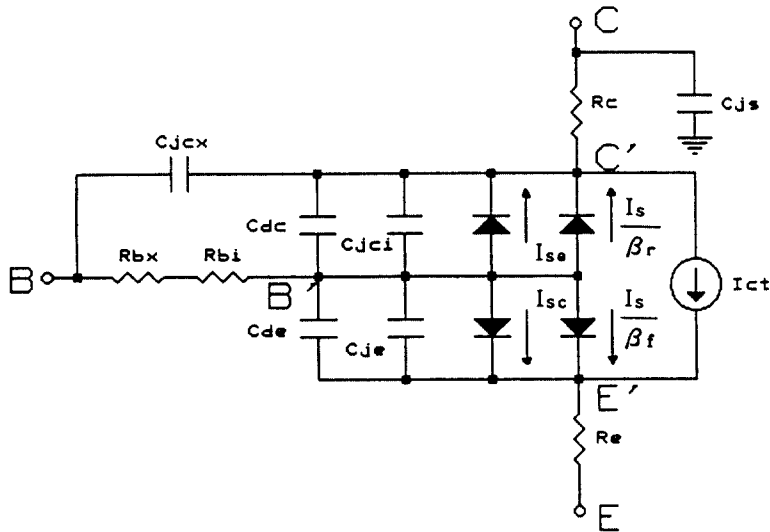 C
Rc
Cjs
Cjcx
C′
Cdc
Cjci
Ise
Is
βr
Rbx
Rbi
B
B′
Isc
Is
βf
Ict
Cde
Cje
E′
Re
E